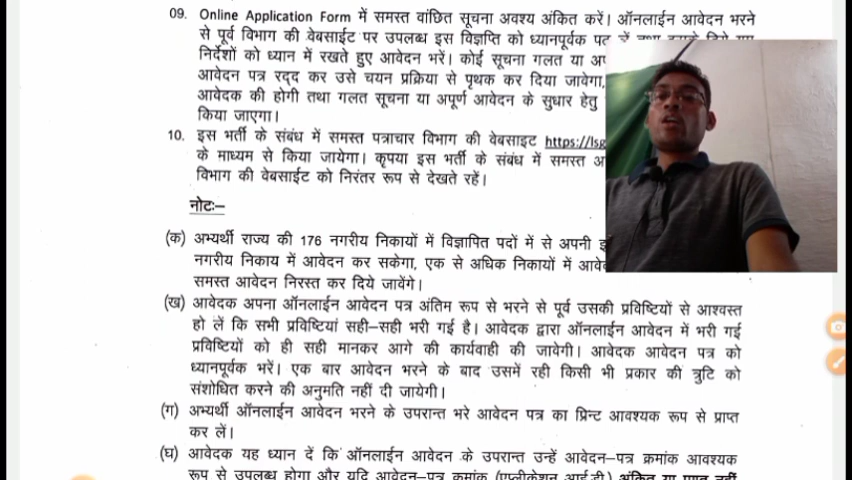 09. Online Application Form में समस्त वांछित सूचना अवश्य अंकित करें। ऑनलाईन आवेदन भरने
से पूर्व विभाग की वेबसाईट पर उपलब्ध इस विज्ञप्ति को ध्यानपूर्वक
निर्देशों को ध्यान में रखते हुए आवेदन भरें। कोई सूचना गलत या
आवेदन पत्र रद्द कर उसे चयन प्रक्रिया से पृथक कर दिया जावेगा,
आवेदक की होगी तथा गलत सूचना या अपूर्ण आवेदन के सुधार हेतु
किया जाएगा।
10. इस भर्ती के संबंध में समस्त पत्राचार विभाग की वेबसाइट https://lsg
के माध्यम से किया जायेगा। कृपया इस भर्ती के संबंध में समस्त
विभाग की वेबसाईट को निरंतर रूप से देखते रहें।
नोटः–
(क) अभ्यर्थी राज्य की 176 नगरीय निकायों में विज्ञापित पदों में से अपनी
नगरीय निकाय में आवेदन कर सकेगा, एक से अधिक निकायों में
समस्त आवेदन निरस्त कर दिये जावेंगे।
(ख) आवेदक अपना ऑनलाईन आवेदन पत्र अंतिम रूप से भरने से पूर्व उसकी प्रविष्टियों से आश्वस्त
हो लें कि सभी प्रविष्टियां सही–सही भरी गई है। आवेदक द्वारा ऑनलाईन आवेदन में भरी गई
प्रविष्टियों को ही सही मानकर आगे की कार्यवाही की जावेगी। आवेदक आवेदन पत्र को
ध्यानपूर्वक भरें। एक बार आवेदन भरने के बाद उसमें रही किसी भी प्रकार की त्रुटि को
संशोधित करने की अनुमति नहीं दी जायेगी।
(ग) अभ्यर्थी ऑनलाईन आवेदन भरने के उपरान्त भरे आवेदन पत्र का प्रिन्ट आवश्यक रूप से प्राप्त
कर लें।
(घ) आवेदक यह ध्यान दें कि ऑनलाईन आवेदन के उपरान्त उन्हें आवेदन–पत्र क्रमांक आवश्यक
रूप से उपलब्ध होगा और यदि आवेदन–पत्र क्रमांक (एप्लीकेशन आई.डी.) अंकित या प्राप्त नहीं